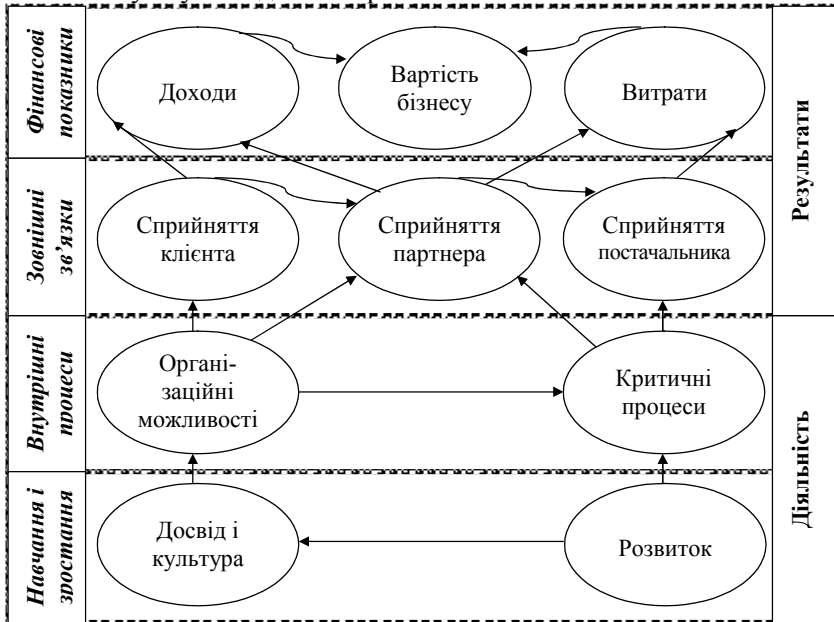 Фінансові
показники
Доходи
Вартість
бізнесу
Витрати
Результати
Зовнішні
зв’язки
Сприйняття
клієнта
Сприйняття
партнера
Сприйняття
постачальника
Внутрішні
процеси
Органі-
заційні
можливості
Критичні
процеси
Діяльність
Навчання і
зростання
Досвід і
культура
Розвиток